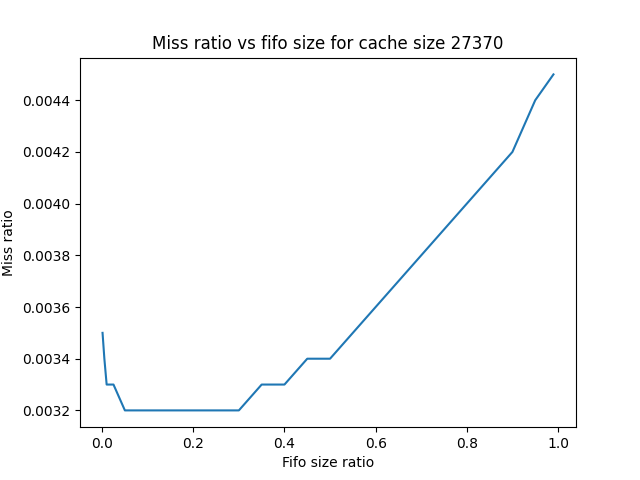 Miss ratio vs fifo size for cache size 27370
0.0044
0.0042
0.0040
0.0038
0.0036
0.0034
0.0032
Miss ratio
0.0 0.2 0.4 0.6 0.8 1.0
Fifo size ratio